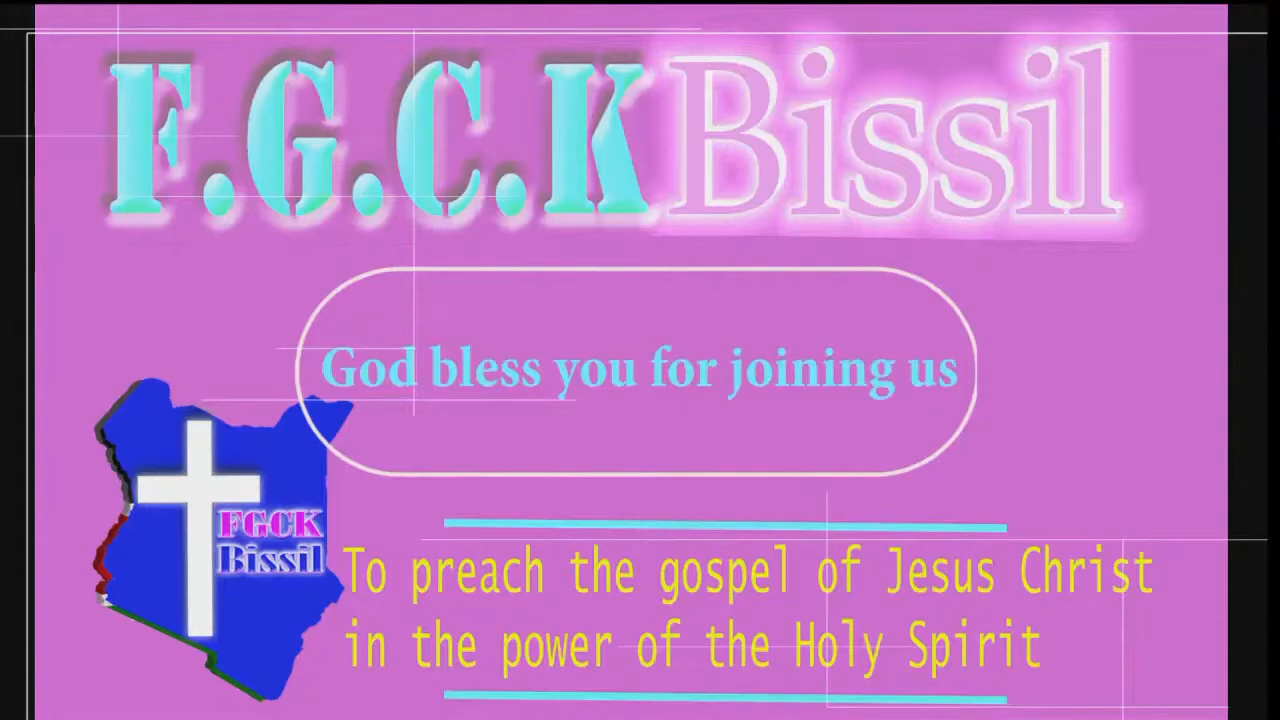 F.G.C.K Bissil
God bless you for joining us
FGCK
Bissil
To preach the gospel of Jesus Christ
in the power of the Holy Spirit